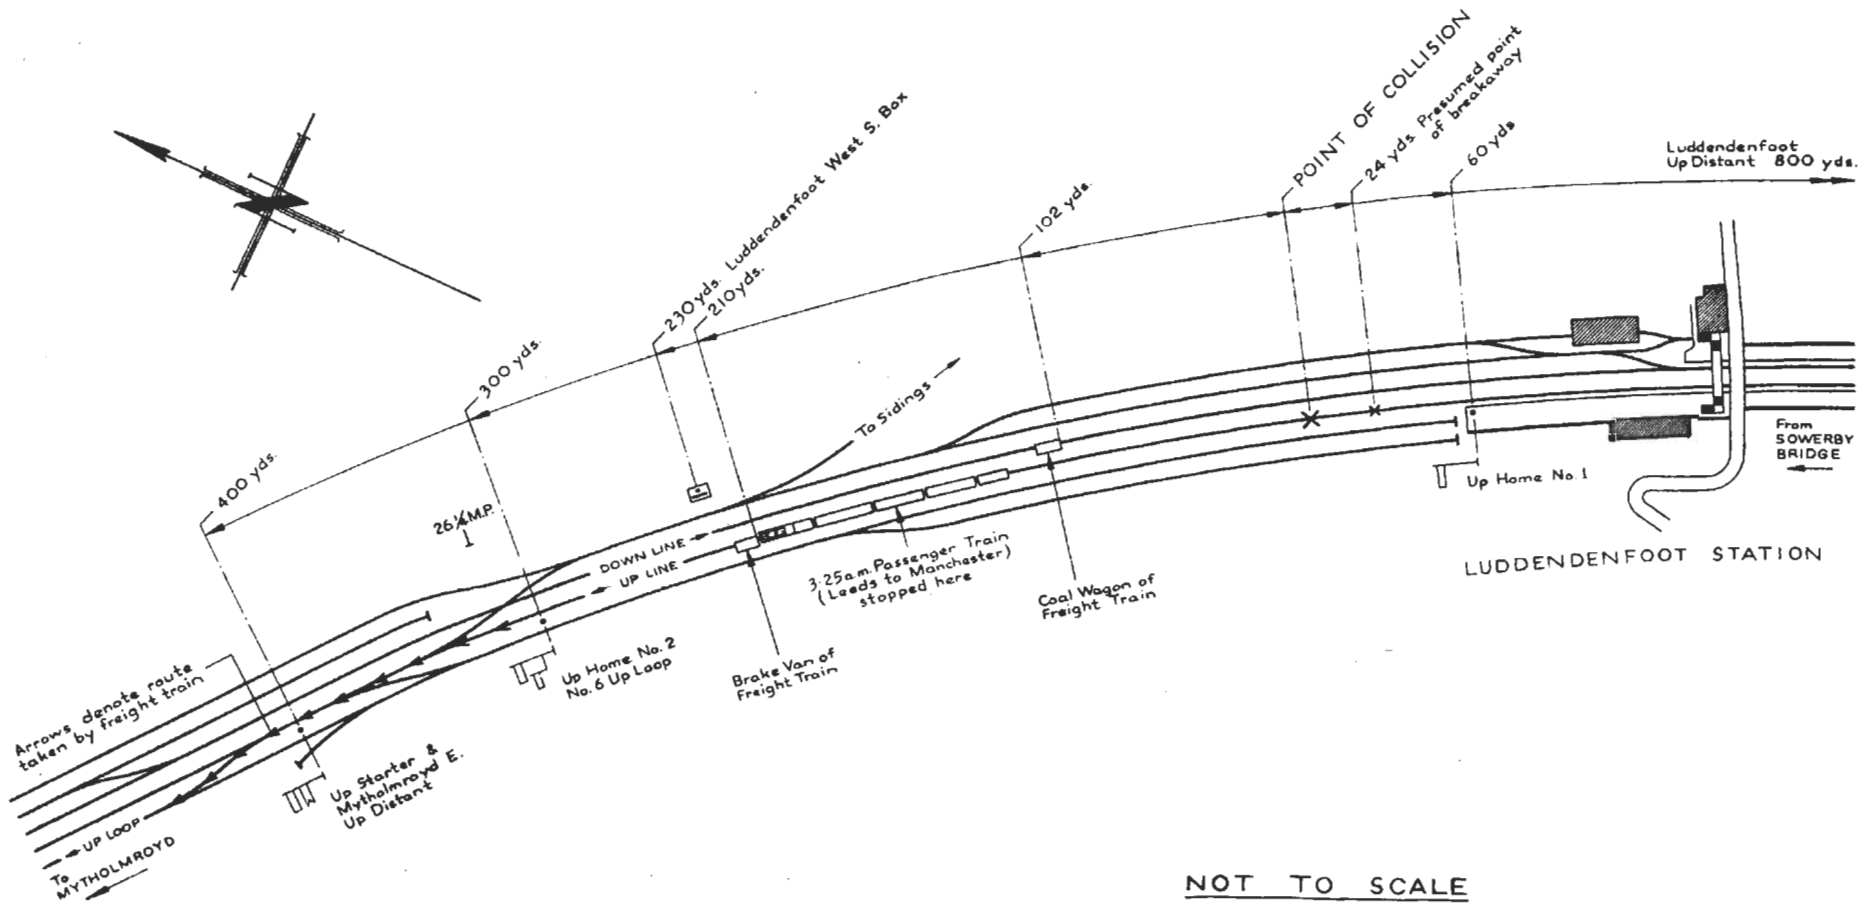 400 yds.
300 yds.
230 yds. Luddendenfoot West S. Box
210 yds.
102 yds.
POINT OF COLLISION
24 yds. Presumed point
of breakaway
60 yds
Luddendenfoot
Up Distant 800 yds.
26¼ M.P.
To Sidings
DOWN LINE
UP LINE
3·25 a.m. Passenger Train
(Leeds to Manchester)
stopped here
Coal Wagon of
Freight Train
Up Home No. 1
From
SOWERBY
BRIDGE
LUDDENDENFOOT STATION
Brake Van of
Freight Train
Up Home No. 2
No. 6 Up Loop
Arrows denote route
taken by freight train
Up Starter &
Mytholmroyd E.
Up Distant
UP LOOP
To
MYTHOLMROYD
NOT TO SCALE